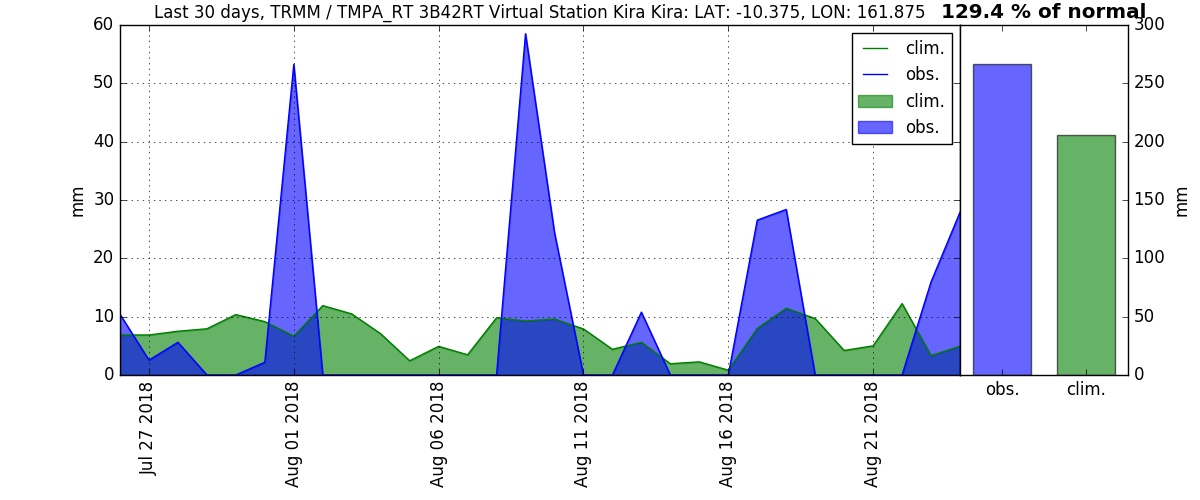 Last 30 days, TRMM / TMPA_RT 3B42RT Virtual Station Kira Kira: LAT: -10.375, LON: 161.875 129.4 % of normal
60
50
40
30
20
10
0
mm
clim.
obs.
clim.
obs.
300
250
200
150
100
50
0
mm
Jul 27 2018
Aug 01 2018
Aug 06 2018
Aug 11 2018
Aug 16 2018
Aug 21 2018
obs. clim.